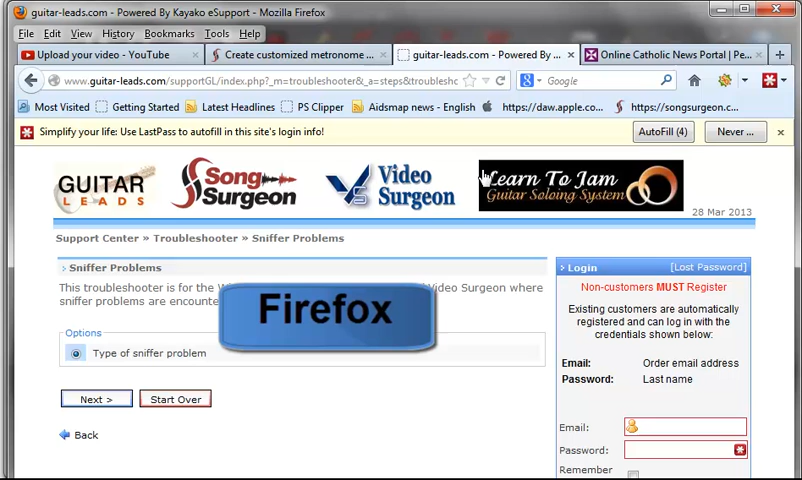 guitar-leads.com - Powered By Kayako eSupport - Mozilla Firefox
File Edit View History Bookmarks Tools Help
Upload your video - YouTube
Create customized metronome ...
guitar-leads.com - Powered By ...
Online Catholic News Portal | Pe...
www.guitar-leads.com/supportGL/index.php?_m=troubleshooter&_a=steps&troublesho
Google
Most Visited Getting Started Latest Headlines PS Clipper Aidsmap news - English https://daw.apple.co... https://songsurgeon.c...
Simplify your life: Use LastPass to autofill in this site's login info!
AutoFill (4)
Never ...
GUITAR
LEADS
Song
Surgeon
Video
Surgeon
Learn To Jam
Guitar Soloing System
28 Mar 2013
Support Center » Troubleshooter » Sniffer Problems
Sniffer Problems
This troubleshooter is for the Wi
Video Surgeon where
sniffer problems are encounte
Firefox
Options
Type of sniffer problem
Next >
Start Over
Back
Login
[Lost Password]
Non-customers MUST Register
Existing customers are automatically
registered and can log in with the
credentials shown below:
Email: Order email address
Password: Last name
Email:
Password:
Remember